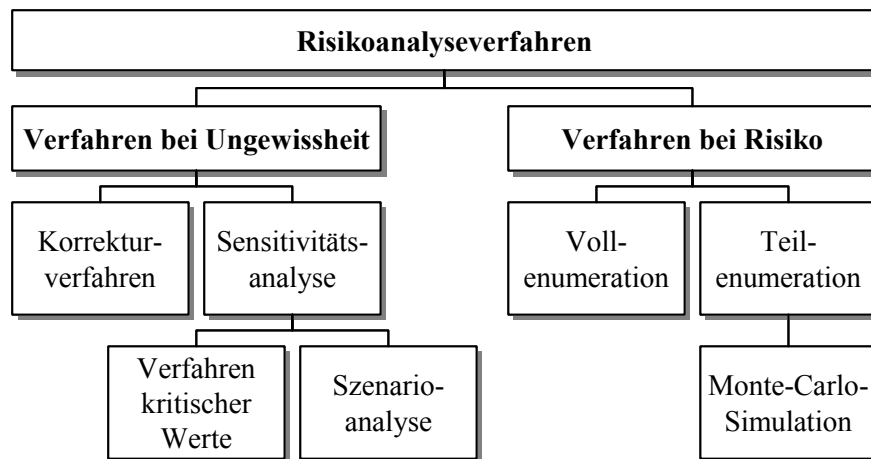 Risikoanalyseverfahren
Verfahren bei Ungewissheit
Verfahren bei Risiko
Korrektur-
verfahren
Sensitivitäts-
analyse
Voll-
enumeration
Teil-
enumeration
Verfahren
kritischer
Werte
Szenario-
analyse
Monte-Carlo-
Simulation